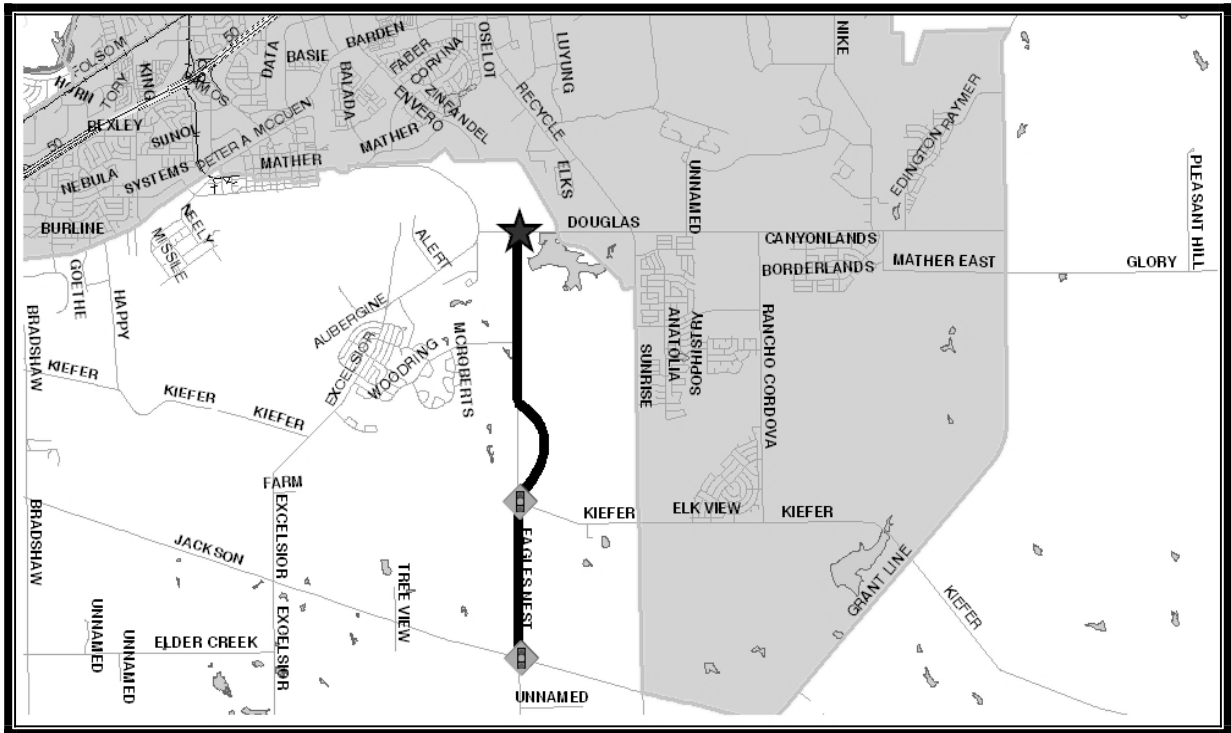 50
OSELOT
NIKE
FOLSOM
DATA
BASIE
BARDEN
LUYUNG
FABER
CORVINA
KING
TORY
HORN
BALADA
ZINFANDEL
RECYCLE
EDINGTON
RAYMER
ENVERO
BEXLEY
SUNOL
PETER A MCCUEN
MATHER
50
SYSTEMS
MATHER
NEBULA
ELKS
UNNAMED
PLEASANT HILL
BURLINE
NEELY
MISSILE
DOUGLAS
ALERT
CANYONLANDS
GOETHE
BORDERLANDS
MATHER EAST
GLORY
HAPPY
AUBERGINE
BRADSHAW
MCROBERTS
SUNRISE
ANATOLIA
SOPHISTRY
RANCHO CORDOVA
WOODRING
EXCELSIOR
KIEFER
KIEFER
KIEFER
FARM
EXCELSIOR
BRADSHAW
KIEFER
ELK VIEW
KIEFER
EAGLES NEST
JACKSON
TREE VIEW
GRANT LINE
KIEFER
UNNAMED
UNNAMED
ELDER CREEK
EXCELSIOR
UNNAMED